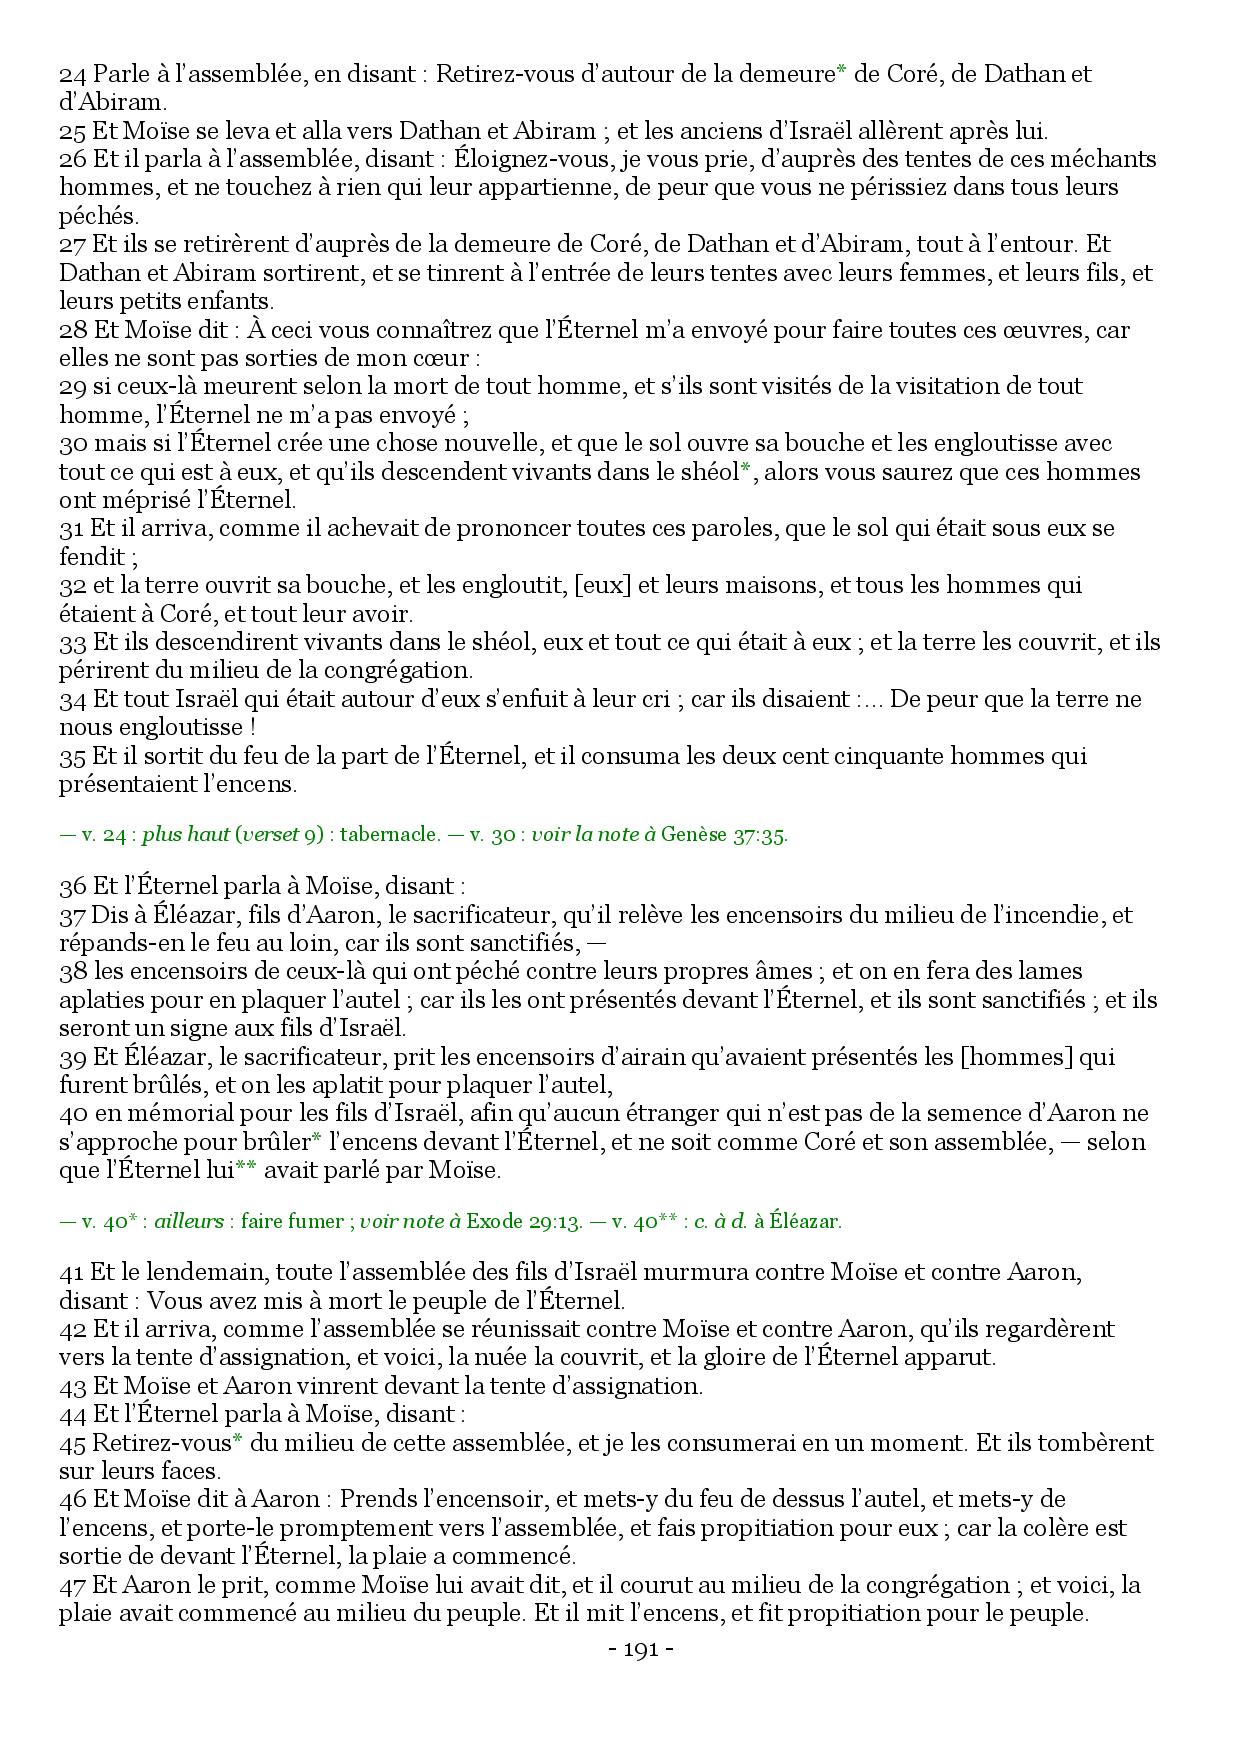 24 Parle à l’assemblée, en disant : Retirez-vous d’autour de la demeure* de Coré, de Dathan et
d’Abiram.
25 Et Moïse se leva et alla vers Dathan et Abiram ; et les anciens d’Israël allèrent après lui.
26 Et il parla à l’assemblée, disant : Éloignez-vous, je vous prie, d’auprès des tentes de ces méchants
hommes, et ne touchez à rien qui leur appartienne, de peur que vous ne périssiez dans tous leurs
péchés.
27 Et ils se retirèrent d’auprès de la demeure de Coré, de Dathan et d’Abiram, tout à l’entour. Et
Dathan et Abiram sortirent, et se tinrent à l’entrée de leurs tentes avec leurs femmes, et leurs fils, et
leurs petits enfants.
28 Et Moïse dit : À ceci vous connaîtrez que l’Éternel m’a envoyé pour faire toutes ces œuvres, car
elles ne sont pas sorties de mon cœur :
29 si ceux-là meurent selon la mort de tout homme, et s’ils sont visités de la visitation de tout
homme, l’Éternel ne m’a pas envoyé ;
30 mais si l’Éternel crée une chose nouvelle, et que le sol ouvre sa bouche et les engloutisse avec
tout ce qui est à eux, et qu’ils descendent vivants dans le shéol*, alors vous saurez que ces hommes
ont méprisé l’Éternel.
31 Et il arriva, comme il achevait de prononcer toutes ces paroles, que le sol qui était sous eux se
fendit ;
32 et la terre ouvrit sa bouche, et les engloutit, [eux] et leurs maisons, et tous les hommes qui
étaient à Coré, et tout leur avoir.
33 Et ils descendirent vivants dans le shéol, eux et tout ce qui était à eux ; et la terre les couvrit, et ils
périrent du milieu de la congrégation.
34 Et tout Israël qui était autour d’eux s’enfuit à leur cri ; car ils disaient :… De peur que la terre ne
nous engloutisse !
35 Et il sortit du feu de la part de l’Éternel, et il consuma les deux cent cinquante hommes qui
présentaient l’encens.
— v. 24 : plus haut (verset 9) : tabernacle. — v. 30 : voir la note à Genèse 37:35.
36 Et l’Éternel parla à Moïse, disant :
37 Dis à Éléazar, fils d’Aaron, le sacrificateur, qu’il relève les encensoirs du milieu de l’incendie, et
répands-en le feu au loin, car ils sont sanctifiés, —
38 les encensoirs de ceux-là qui ont péché contre leurs propres âmes ; et on en fera des lames
aplaties pour en plaquer l’autel ; car ils les ont présentés devant l’Éternel, et ils sont sanctifiés ; et ils
seront un signe aux fils d’Israël.
39 Et Éléazar, le sacrificateur, prit les encensoirs d’airain qu’avaient présentés les [hommes] qui
furent brûlés, et on les aplatit pour plaquer l’autel,
40 en mémorial pour les fils d’Israël, afin qu’aucun étranger qui n’est pas de la semence d’Aaron ne
s’approche pour brûler* l’encens devant l’Éternel, et ne soit comme Coré et son assemblée, — selon
que l’Éternel lui** avait parlé par Moïse.
— v. 40* : ailleurs : faire fumer ; voir note à Exode 29:13. — v. 40** : c. à d. à Éléazar.
41 Et le lendemain, toute l’assemblée des fils d’Israël murmura contre Moïse et contre Aaron,
disant : Vous avez mis à mort le peuple de l’Éternel.
42 Et il arriva, comme l’assemblée se réunissait contre Moïse et contre Aaron, qu’ils regardèrent
vers la tente d’assignation, et voici, la nuée la couvrit, et la gloire de l’Éternel apparut.
43 Et Moïse et Aaron vinrent devant la tente d’assignation.
44 Et l’Éternel parla à Moïse, disant :
45 Retirez-vous* du milieu de cette assemblée, et je les consumerai en un moment. Et ils tombèrent
sur leurs faces.
46 Et Moïse dit à Aaron : Prends l’encensoir, et mets-y du feu de dessus l’autel, et mets-y de
l’encens, et porte-le promptement vers l’assemblée, et fais propitiation pour eux ; car la colère est
sortie de devant l’Éternel, la plaie a commencé.
47 Et Aaron le prit, comme Moïse lui avait dit, et il courut au milieu de la congrégation ; et voici, la
plaie avait commencé au milieu du peuple. Et il mit l’encens, et fit propitiation pour le peuple.
- 191 -